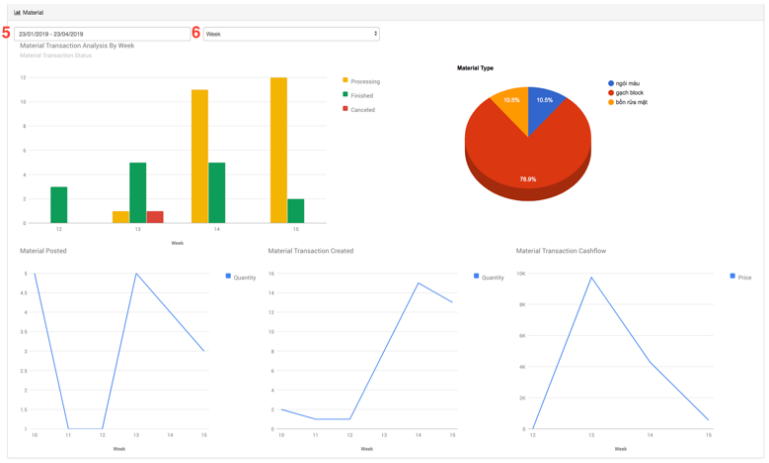 Material
5
23/01/2019 - 23/04/2019
6
Week
Material Transaction Analysis By Week
Material Transaction Status
12
10
8
6
4
2
0
12
13
14
15
Week
Processing
Finished
Canceled
Material Type
10.5%
10.5%
78.9%
ngói màu
gạch block
bồn rửa mặt
Material Posted
5
4.5
4
3.5
3
2.5
2
1.5
1
10
11
12
13
14
15
Week
Quantity
Material Transaction Created
16
14
12
10
8
6
4
2
0
10
11
12
13
14
15
Week
Quantity
Material Transaction Cashflow
10K
8K
6K
4K
2K
0
12
13
14
15
Week
Price